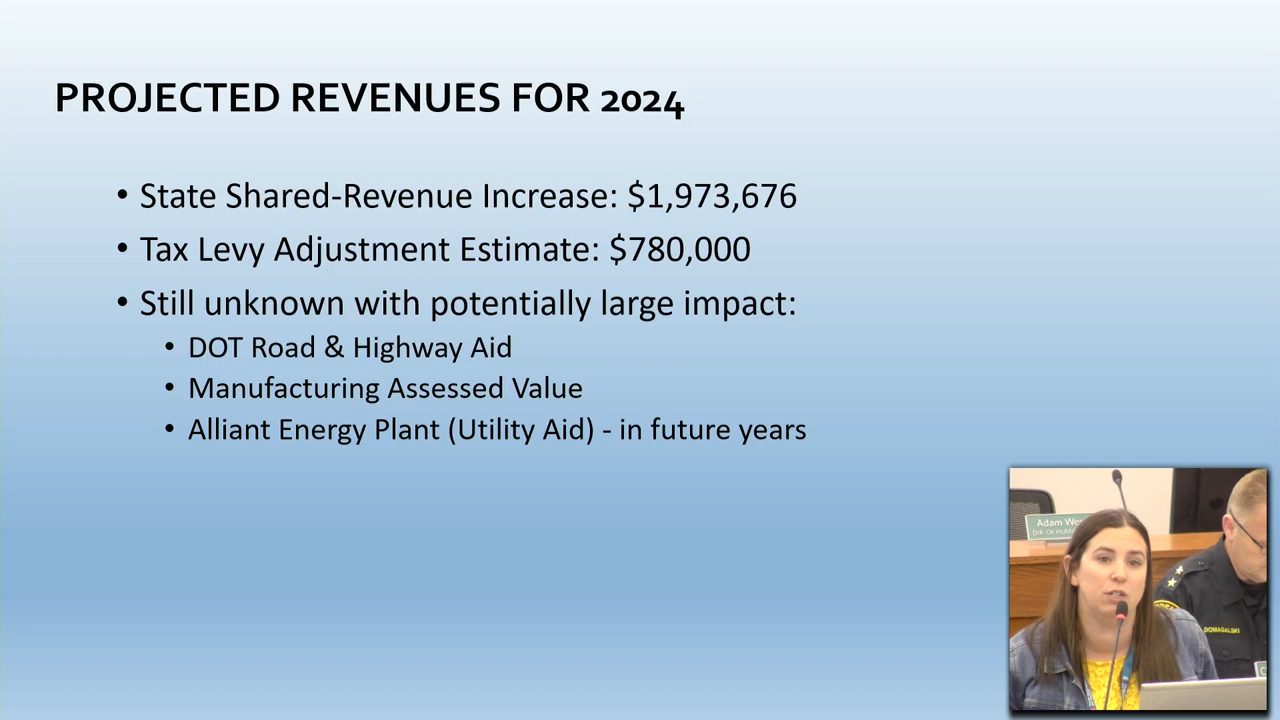 PROJECTED REVENUES FOR 2024
• State Shared-Revenue Increase: $1,973,676
• Tax Levy Adjustment Estimate: $780,000
• Still unknown with potentially large impact:
• DOT Road & Highway Aid
• Manufacturing Assessed Value
• Alliant Energy Plant (Utility Aid) - in future years
Adam
DOMAGALSKI